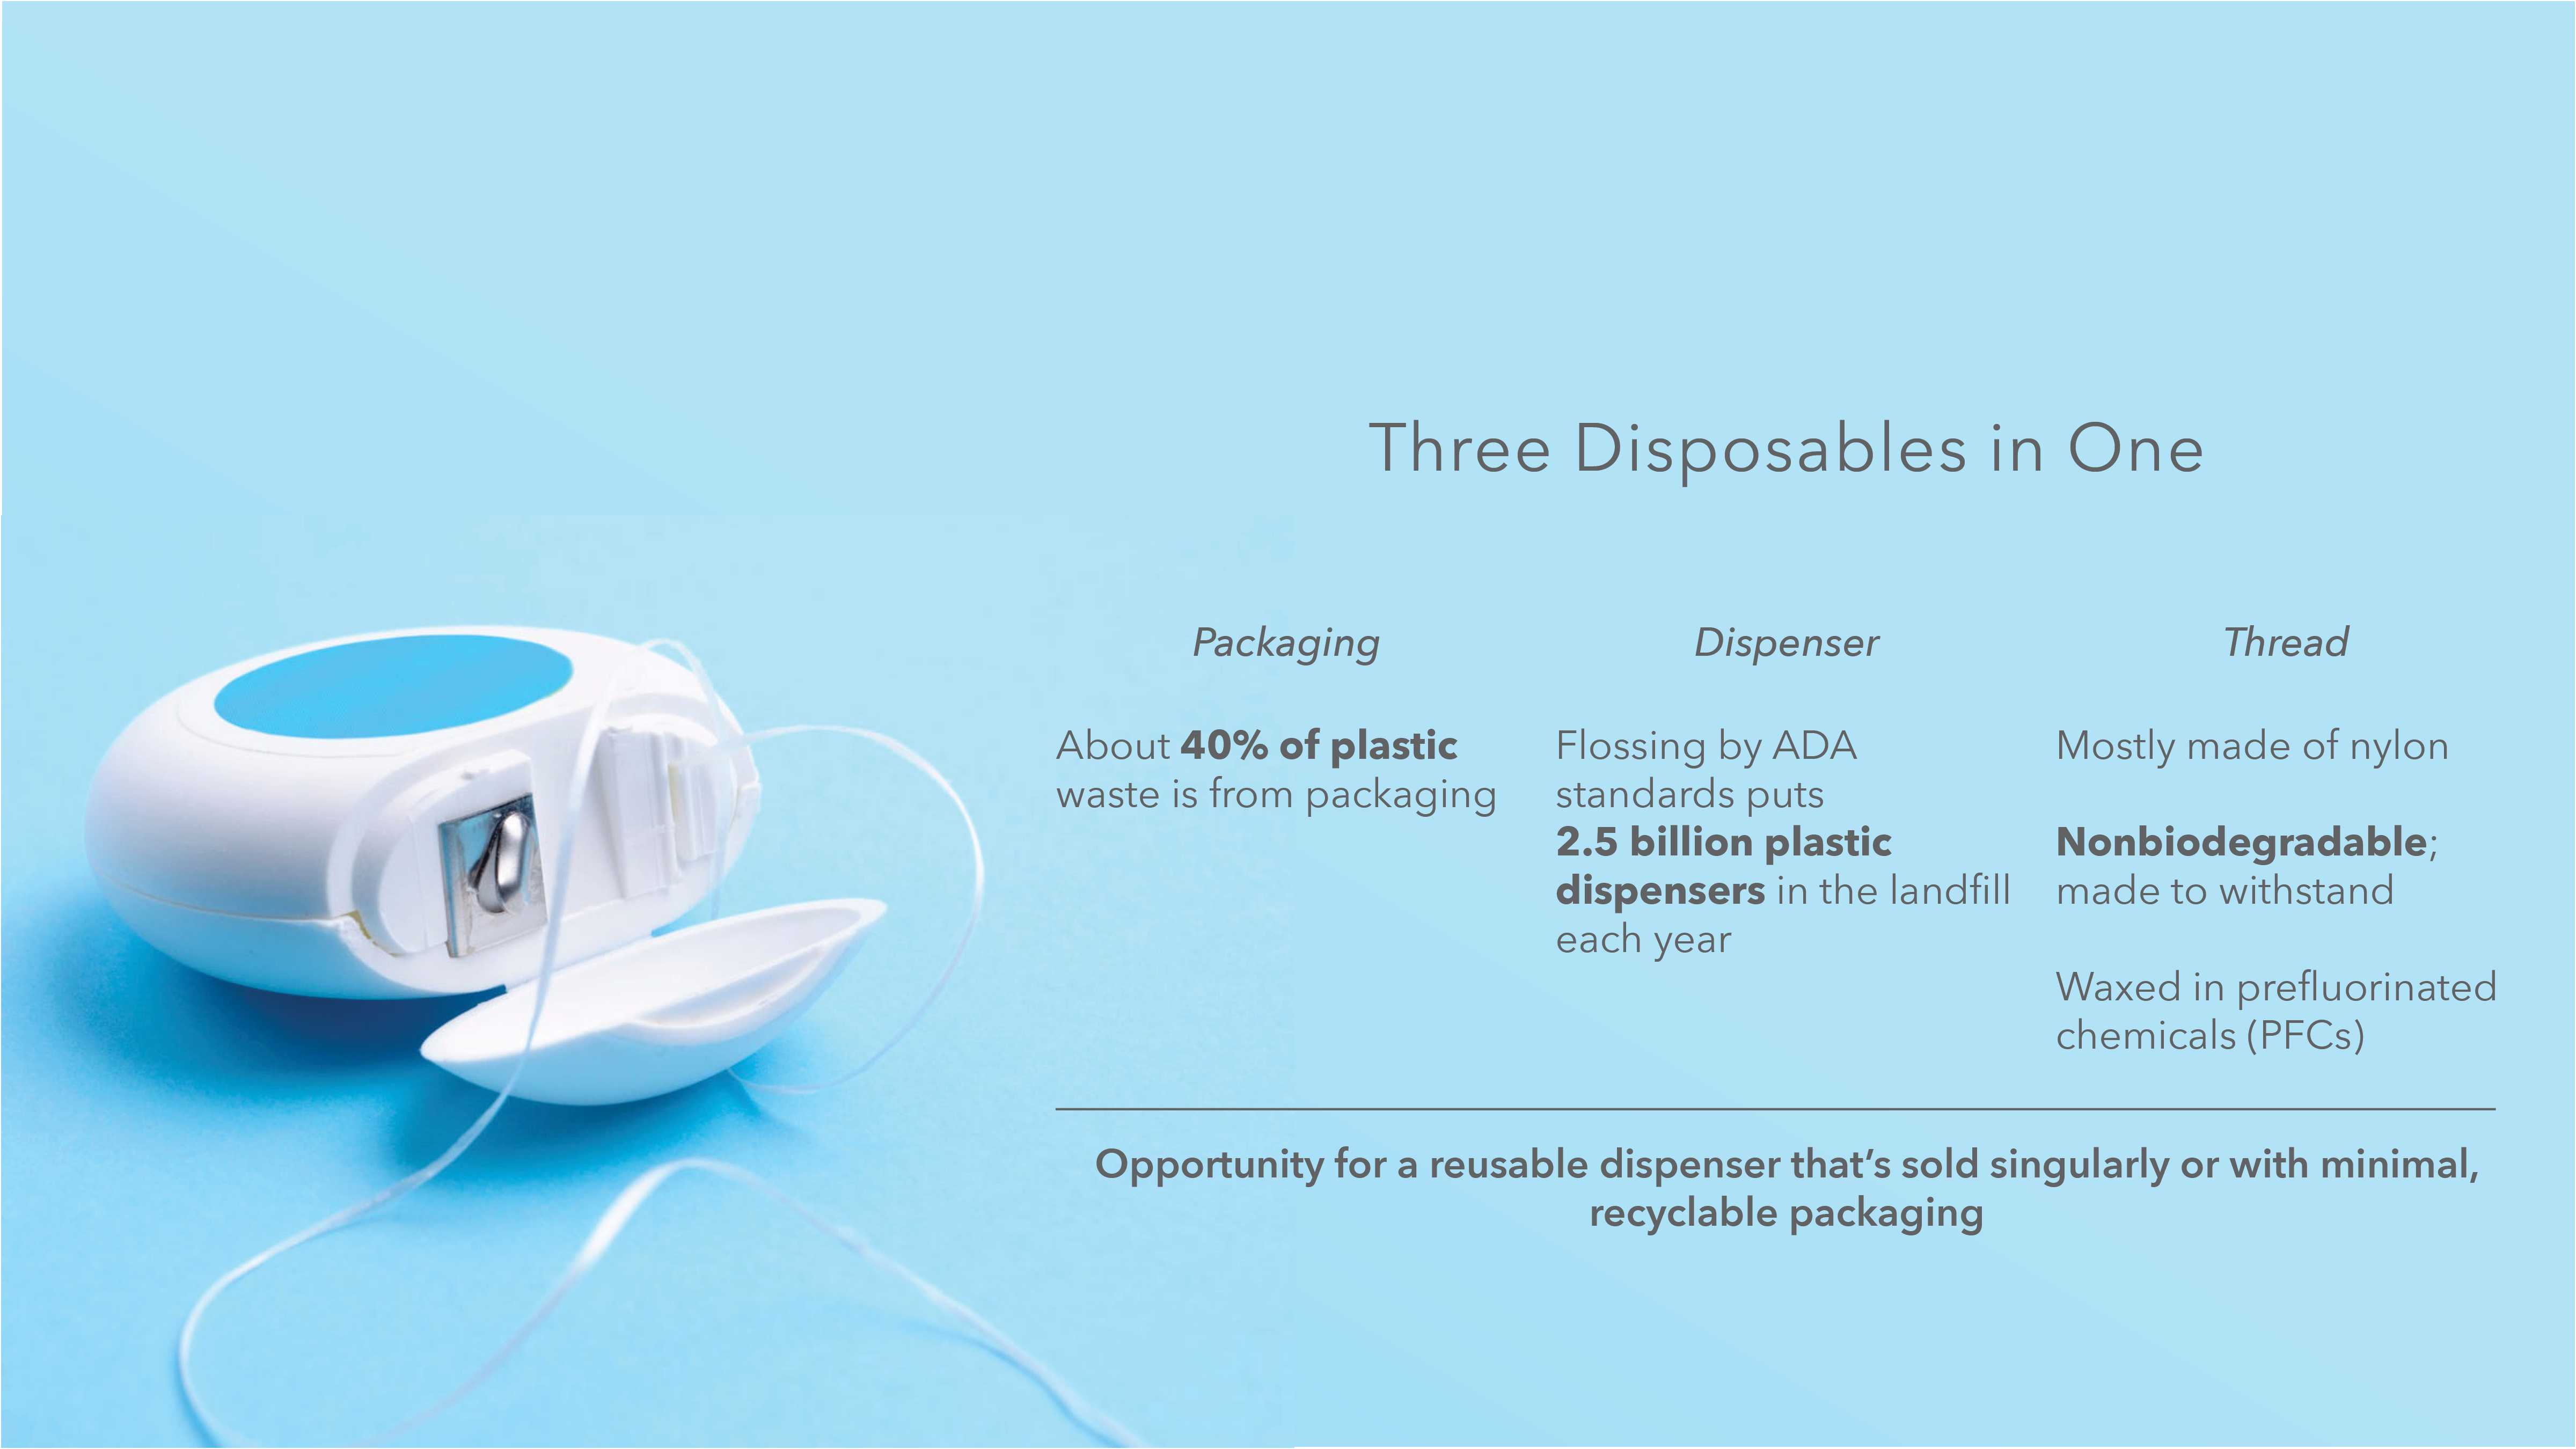 Three Disposables in One
Packaging
About 40% of plastic
waste is from packaging
Dispenser
Flossing by ADA
standards puts
2.5 billion plastic
dispensers in the landfill
each year
Thread
Mostly made of nylon
Nonbiodegradable;
made to withstand
Waxed in prefluorinated
chemicals (PFCs)
Opportunity for a reusable dispenser that’s sold singularly or with minimal,
recyclable packaging